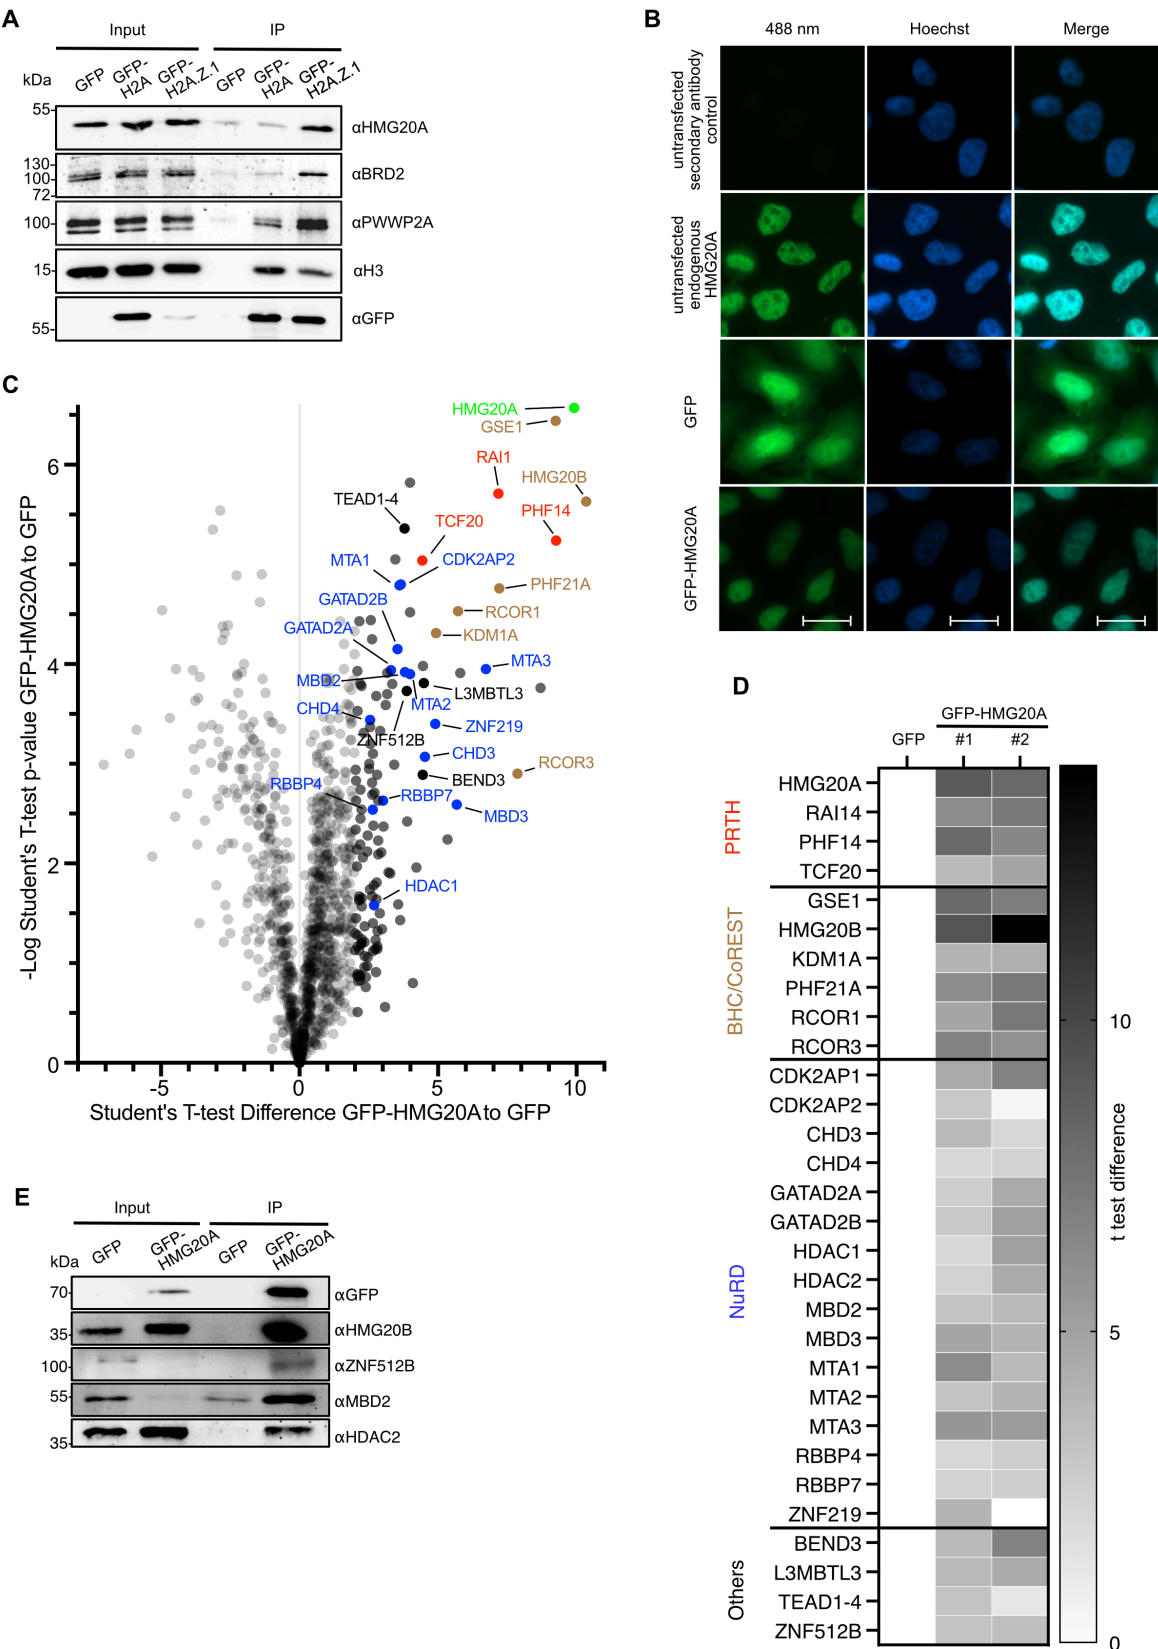 A
Input IP
kDa GFP GFP-H2A GFP-H2A.Z.1 GFP GFP-H2A GFP-H2A.Z.1
55- αHMG20A
130-
100- αBRD2
72-
100- αPWWP2A
15- αH3
αGFP
55-
B
488 nm Hoechst Merge
untransfected
secondary antibody
control
untransfected
endogenous
HMG20A
GFP
GFP-HMG20A
C
-Log Student's T-test p-value GFP-HMG20A to GFP
HMG20A
GSE1
RAI1
HMG20B
TEAD1-4
PHF14
TCF20
MTA1 CDK2AP2
PHF21A
GATAD2B
RCOR1
GATAD2A
KDM1A
MTA3
MBD2
L3MBTL3
MTA2
CHD4
ZNF219
ZNF512B
CHD3
RCOR3
BEND3
RBBP4
RBBP7
MBD3
HDAC1
6
4
2
0
-5 0 5 10
Student's T-test Difference GFP-HMG20A to GFP
D
GFP-HMG20A
GFP #1 #2
PRTH
HMG20A
RAI14
PHF14
TCF20
BHC/CoREST
GSE1
HMG20B
KDM1A
PHF21A
RCOR1
RCOR3
NuRD
CDK2AP1
CDK2AP2
CHD3
CHD4
GATAD2A
GATAD2B
HDAC1
HDAC2
MBD2
MBD3
MTA1
MTA2
MTA3
RBBP4
RBBP7
ZNF219
Others
BEND3
L3MBTL3
TEAD1-4
ZNF512B
10
5
0
t test difference
E
Input IP
kDa GFP GFP-HMG20A GFP GFP-HMG20A
70- αGFP
35- αHMG20B
100- αZNF512B
55- αMBD2
35- αHDAC2